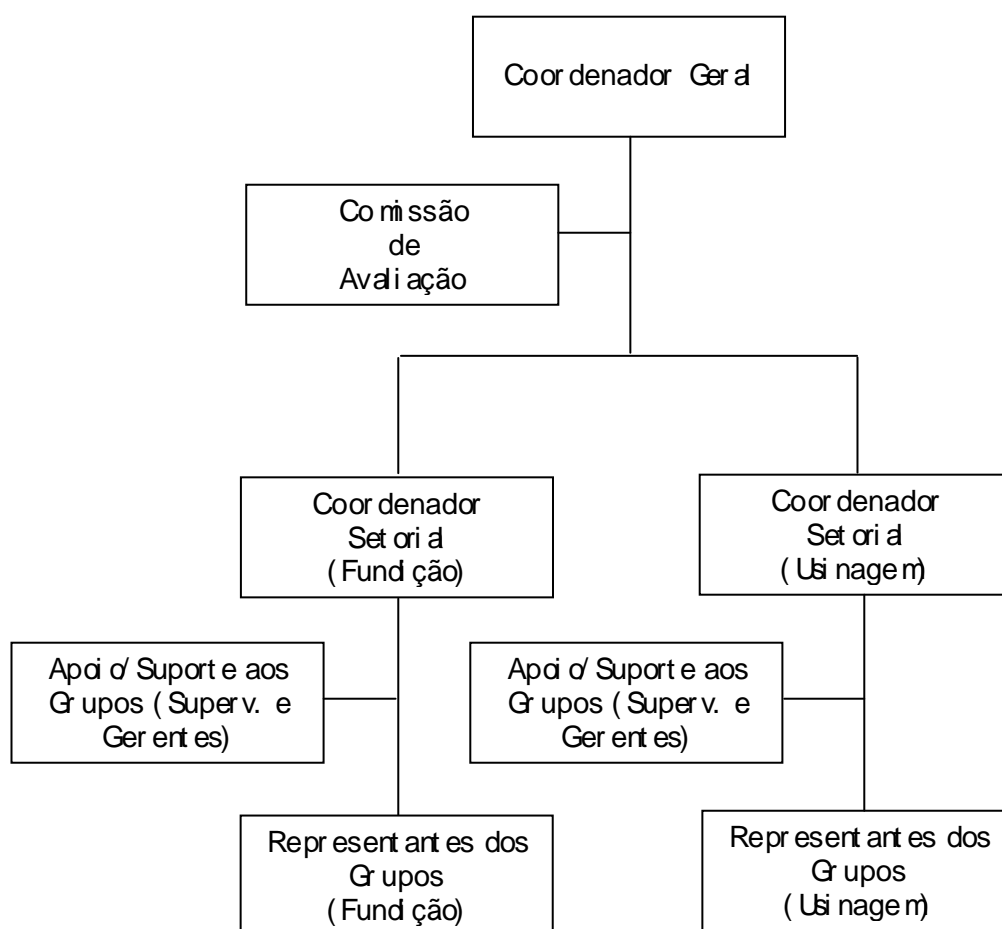 Coordenador Geral
Comissão
de
Avaliação
Coordenador
Setorial
(Fundição)
Coordenador
Setorial
(Usinagem)
Apoio/Suporte aos
Grupos (Superv. e
Gerentes)
Apoio/Suporte aos
Grupos (Superv. e
Gerentes)
Representantes dos
Grupos
(Fundição)
Representantes dos
Grupos
(Usinagem)